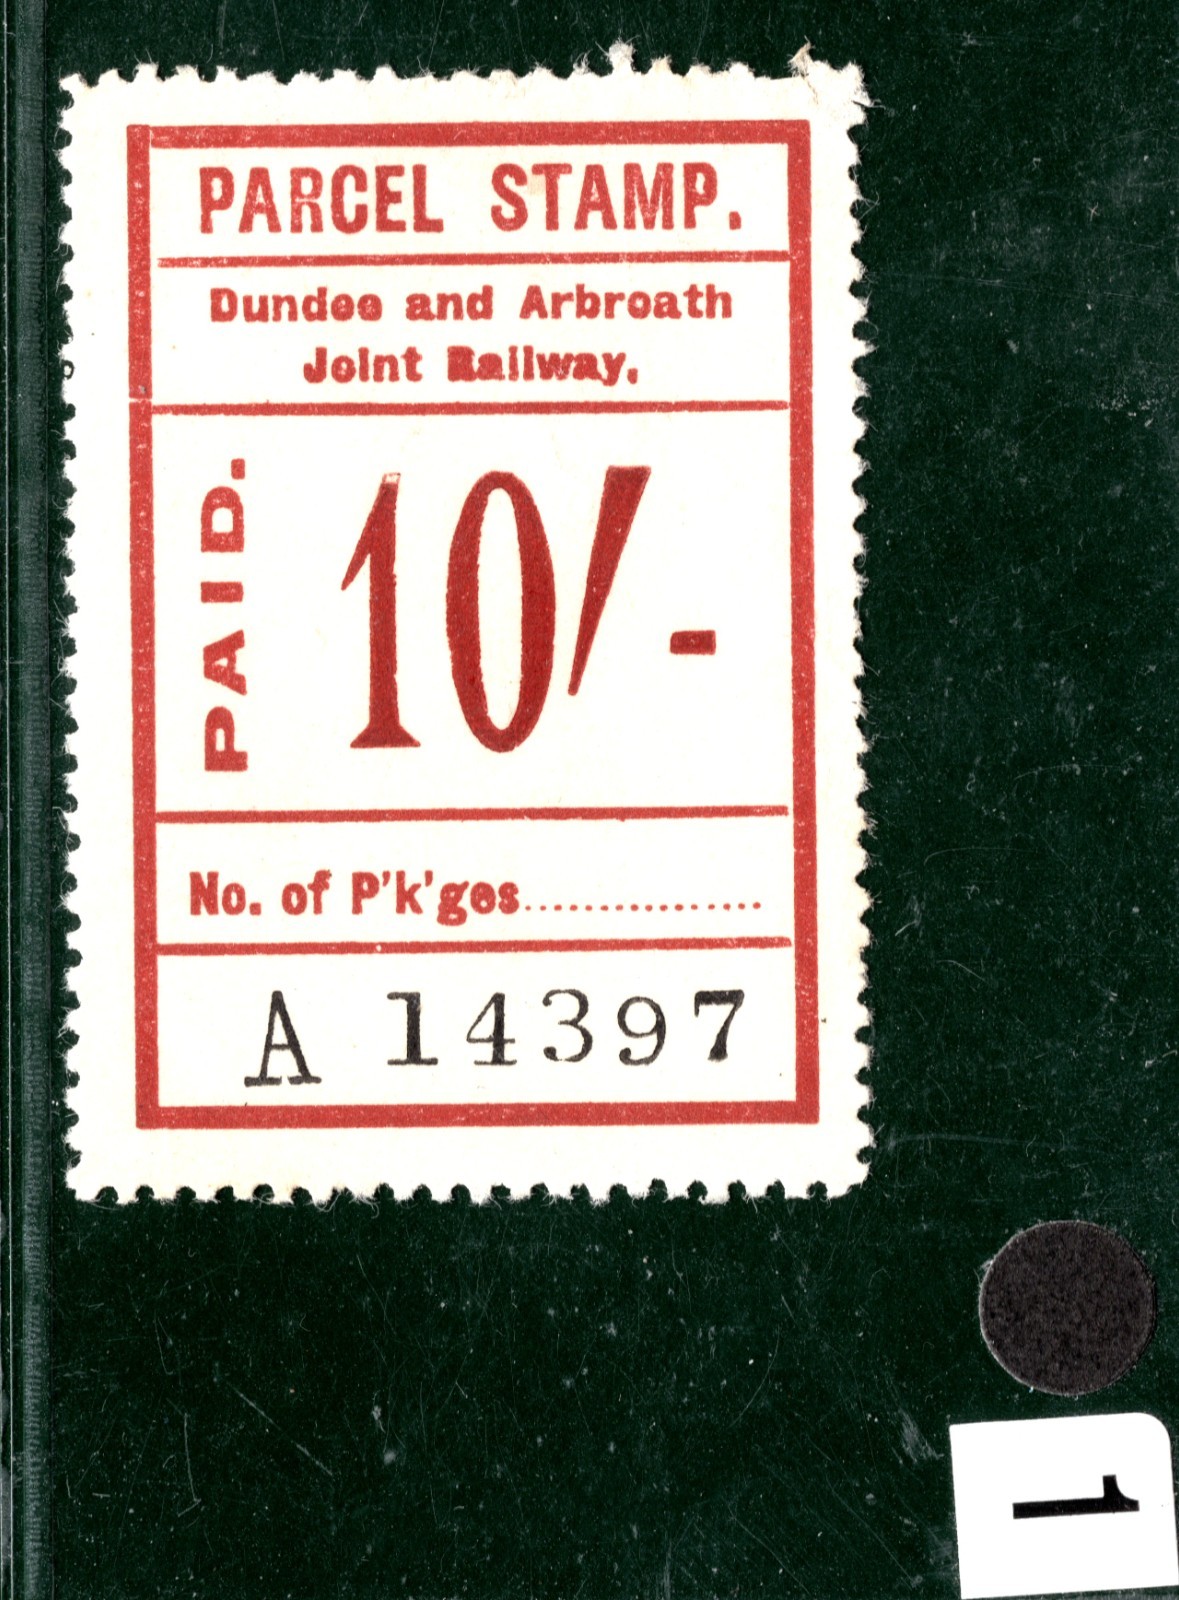 PARCEL STAMP.
Dundee and Arbroath
Joint Railway.
PAID.
10/-
No. of P'k'ges................
A 14397
1